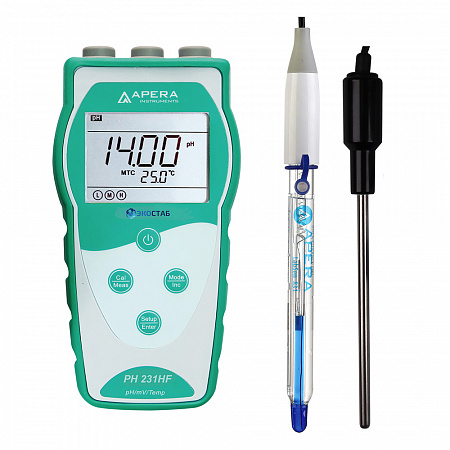 APERA
INSTRUMENTS
pH
14.00 pH
MTC 25.0°C
L M H
ЭКОСТАБ
Cal
Meas
Mode
Inc
Setup
Enter
PH 231HF
pH/mV/Temp
APERA